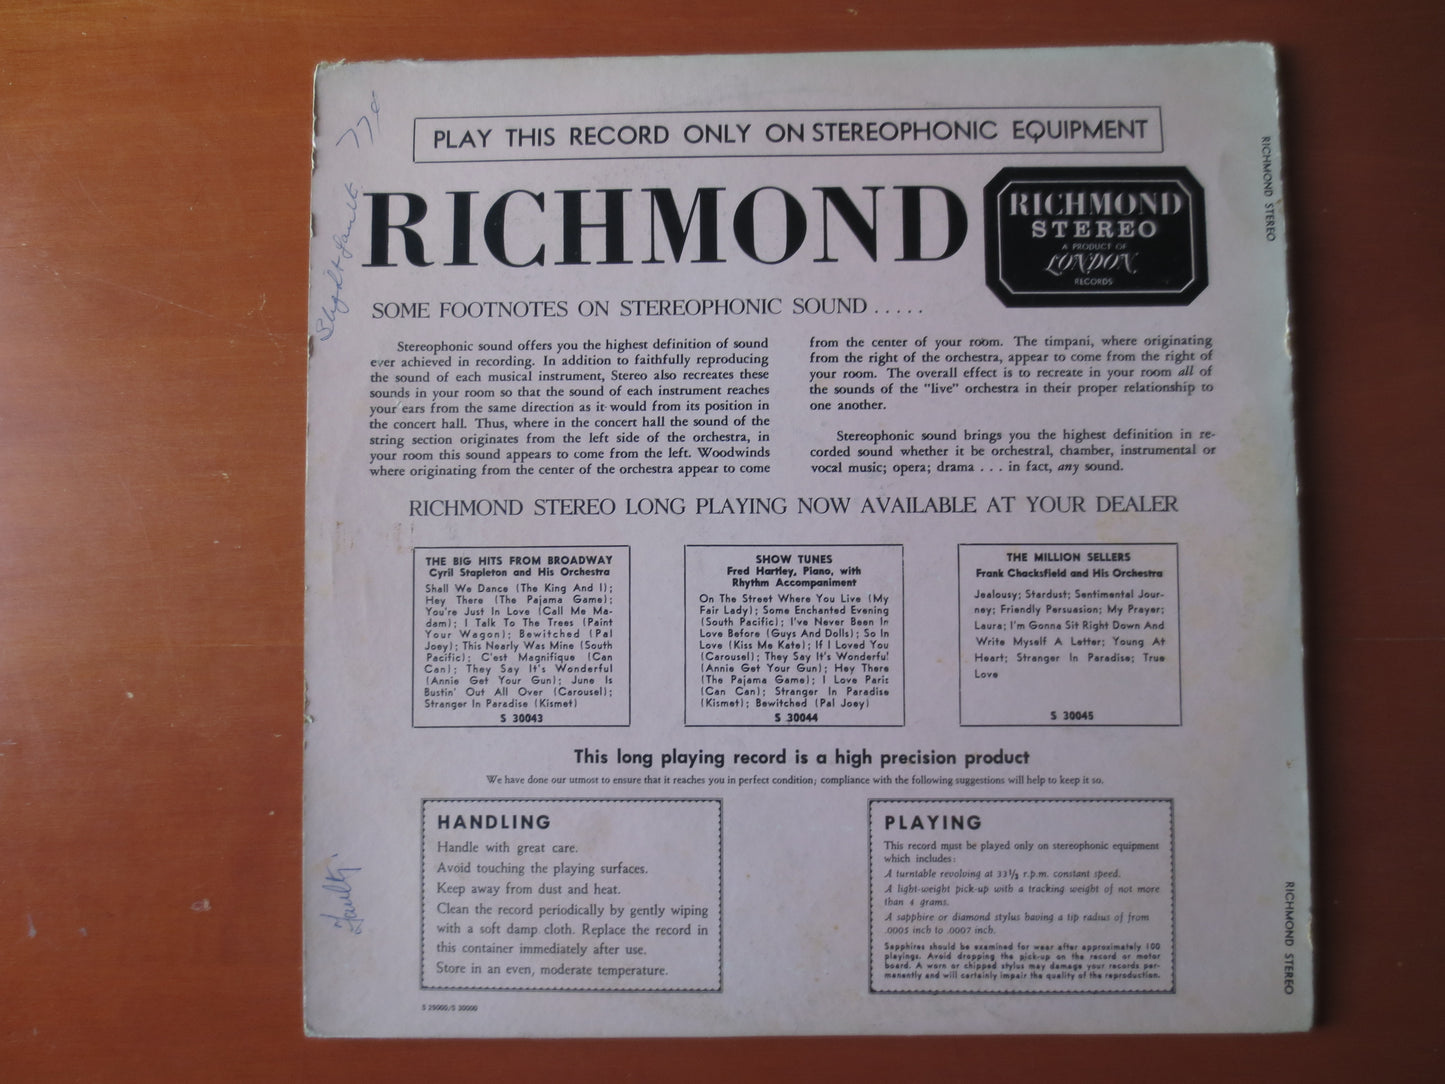 PLAY THIS RECORD ONLY ON STEREOPHONIC EQUIPMENT
RICHMOND
RICHMOND
STEREO
A PRODUCT OF
LONDON
RECORDS
SOME FOOTNOTES ON STEREOPHONIC SOUND . . . . .
Stereophonic sound offers you the highest definition of sound
ever achieved in recording. In addition to faithfully reproducing
the sound of each musical instrument, Stereo also recreates these
sounds in your room so that the sound of each instrument reaches
your ears from the same direction as it would from its position in
the concert hall. Thus, where in the concert hall the sound of the
string section originates from the left side of the orchestra, in
your room this sound appears to come from the left. Woodwinds
where originating from the center of the orchestra appear to come
from the center of your room. The timpani, where originating
from the right of the orchestra, appear to come from the right of
your room. The overall effect is to recreate in your room all of
the sounds of the "live" orchestra in their proper relationship to
one another.
Stereophonic sound brings you the highest definition in re-
corded sound whether it be orchestral, chamber, instrumental or
vocal music; opera; drama . . . in fact, any sound.
RICHMOND STEREO LONG PLAYING NOW AVAILABLE AT YOUR DEALER
THE BIG HITS FROM BROADWAY
Cyril Stapleton and His Orchestra
Shall We Dance (The King And I);
Hey There (The Pajama Game);
You're Just In Love (Call Me Ma-
dam); I Talk To The Trees (Paint
Your Wagon); Bewitched (Pal
Joey); This Nearly Was Mine (South
Pacific); C'est Magnifique (Can
Can); They Say It's Wonderful
(Annie Get Your Gun); June Is
Bustin' Out All Over (Carousel);
Stranger In Paradise (Kismet)
S 30043
SHOW TUNES
Fred Hartley, Piano, with
Rhythm Accompaniment
On The Street Where You Live (My
Fair Lady); Some Enchanted Evening
(South Pacific); I've Never Been In
Love Before (Guys And Dolls); So In
Love (Kiss Me Kate); If I Loved You
(Carousel); They Say It's Wonderful
(Annie Get Your Gun); Hey There
(The Pajama Game); I Love Paris
(Can Can); Stranger In Paradise
(Kismet); Bewitched (Pal Joey)
S 30044
THE MILLION SELLERS
Frank Chacksfield and His Orchestra
Jealousy; Stardust; Sentimental Jour-
ney; Friendly Persuasion; My Prayer;
Laura; I'm Gonna Sit Right Down And
Write Myself A Letter; Young At
Heart; Stranger In Paradise; True
Love
S 30045
This long playing record is a high precision product
We have done our utmost to ensure that it reaches you in perfect condition; compliance with the following suggestions will help to keep it so.
HANDLING
Handle with great care.
Avoid touching the playing surfaces.
Keep away from dust and heat.
Clean the record periodically by gently wiping
with a soft damp cloth. Replace the record in
this container immediately after use.
Store in an even, moderate temperature.
PLAYING
This record must be played only on stereophonic equipment
which includes:
A turntable revolving at 33⅓ r.p.m. constant speed.
A light-weight pick-up with a tracking weight of not more
than 4 grams.
A sapphire or diamond stylus having a tip radius of from
.0005 inch to .0007 inch.
Sapphires should be examined for wear after approximately 100
playings. Avoid dropping the pick-up on the record or motor
board. A worn or chipped stylus may damage your records per-
manently and will certainly impair the quality of the reproduction.
S 25000/S 30000
RICHMOND STEREO
RICHMOND STEREO
Slight fault
Faulty